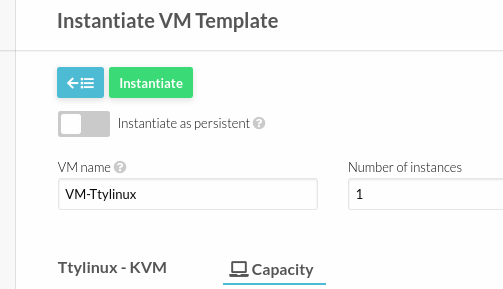 Instantiate VM Template
Instantiate
Instantiate as persistent
VM name Number of instances
VM-Ttylinux 1
Ttylinux - KVM Capacity